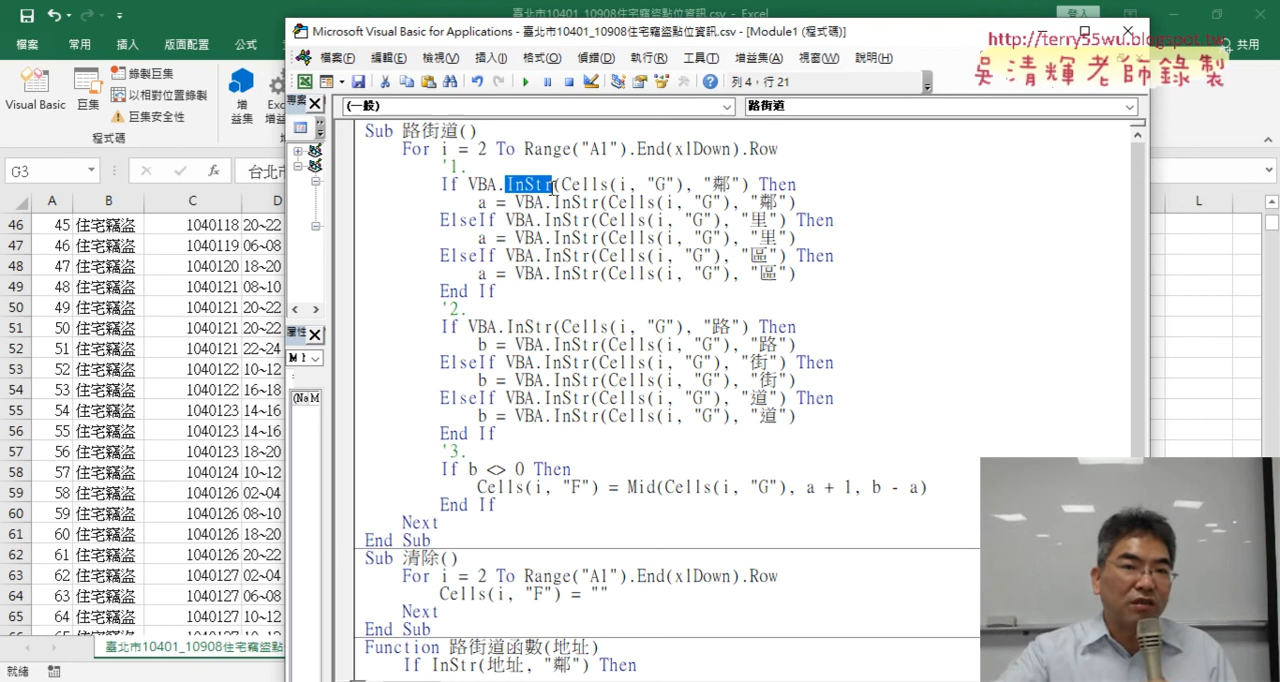 臺北市10401_10908住宅竊盜點位資訊.csv - Excel
登入
檔案 常用 插入 版面配置 公式
共用
Visual Basic
巨集
錄製巨集
以相對位置錄製
巨集安全性
增益集
程式碼
G3
fx
Microsoft Visual Basic for Applications - 臺北市10401_10908住宅竊盜點位資訊.csv - [Module1 (程式碼)]
http://terry55wu.blogspot.tw
吳清輝老師錄製
檔案(F) 編輯(E) 檢視(V) 插入(I) 格式(O) 偵錯(D) 執行(R) 工具(T) 增益集(A) 視窗(W) 說明(H)
列 4，行 21
(一般) 路街道
Sub 路街道()
For i = 2 To Range("A1").End(xlDown).Row
'1.
If VBA.InStr(Cells(i, "G"), "鄰") Then
a = VBA.InStr(Cells(i, "G"), "鄰")
ElseIf VBA.InStr(Cells(i, "G"), "里") Then
a = VBA.InStr(Cells(i, "G"), "里")
ElseIf VBA.InStr(Cells(i, "G"), "區") Then
a = VBA.InStr(Cells(i, "G"), "區")
End If
'2.
If VBA.InStr(Cells(i, "G"), "路") Then
b = VBA.InStr(Cells(i, "G"), "路")
ElseIf VBA.InStr(Cells(i, "G"), "街") Then
b = VBA.InStr(Cells(i, "G"), "街")
ElseIf VBA.InStr(Cells(i, "G"), "道") Then
b = VBA.InStr(Cells(i, "G"), "道")
End If
'3.
If b <> 0 Then
Cells(i, "F") = Mid(Cells(i, "G"), a + 1, b - a)
End If
Next
End Sub
Sub 清除()
For i = 2 To Range("A1").End(xlDown).Row
Cells(i, "F") = ""
Next
End Sub
Function 路街道函數(地址)
If InStr(地址, "鄰") Then
A B C D L
46 45 住宅竊盜 1040118 20~22
47 46 住宅竊盜 1040119 06~08
48 47 住宅竊盜 1040120 18~20
49 48 住宅竊盜 1040121 08~10
50 49 住宅竊盜 1040121 20~22
51 50 住宅竊盜 1040121 20~22
52 51 住宅竊盜 1040121 22~24
53 52 住宅竊盜 1040122 10~12
54 53 住宅竊盜 1040122 16~18
55 54 住宅竊盜 1040123 14~16
56 55 住宅竊盜 1040123 14~16
57 56 住宅竊盜 1040123 18~20
58 57 住宅竊盜 1040124 10~12
59 58 住宅竊盜 1040126 02~04
60 59 住宅竊盜 1040126 08~10
61 60 住宅竊盜 1040126 18~20
62 61 住宅竊盜 1040126 20~22
63 62 住宅竊盜 1040127 02~04
64 63 住宅竊盜 1040127 06~08
65 64 住宅竊盜 1040127 10~12
臺北市10401_10908住宅竊盜點
就緒